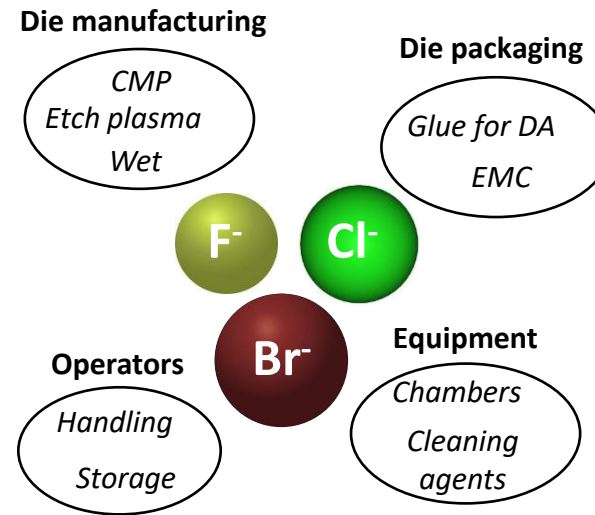 Die manufacturing
CMP
Etch plasma
Wet
Die packaging
Glue for DA
EMC
F⁻
Cl⁻
Br⁻
Operators
Handling
Storage
Equipment
Chambers
Cleaning
agents